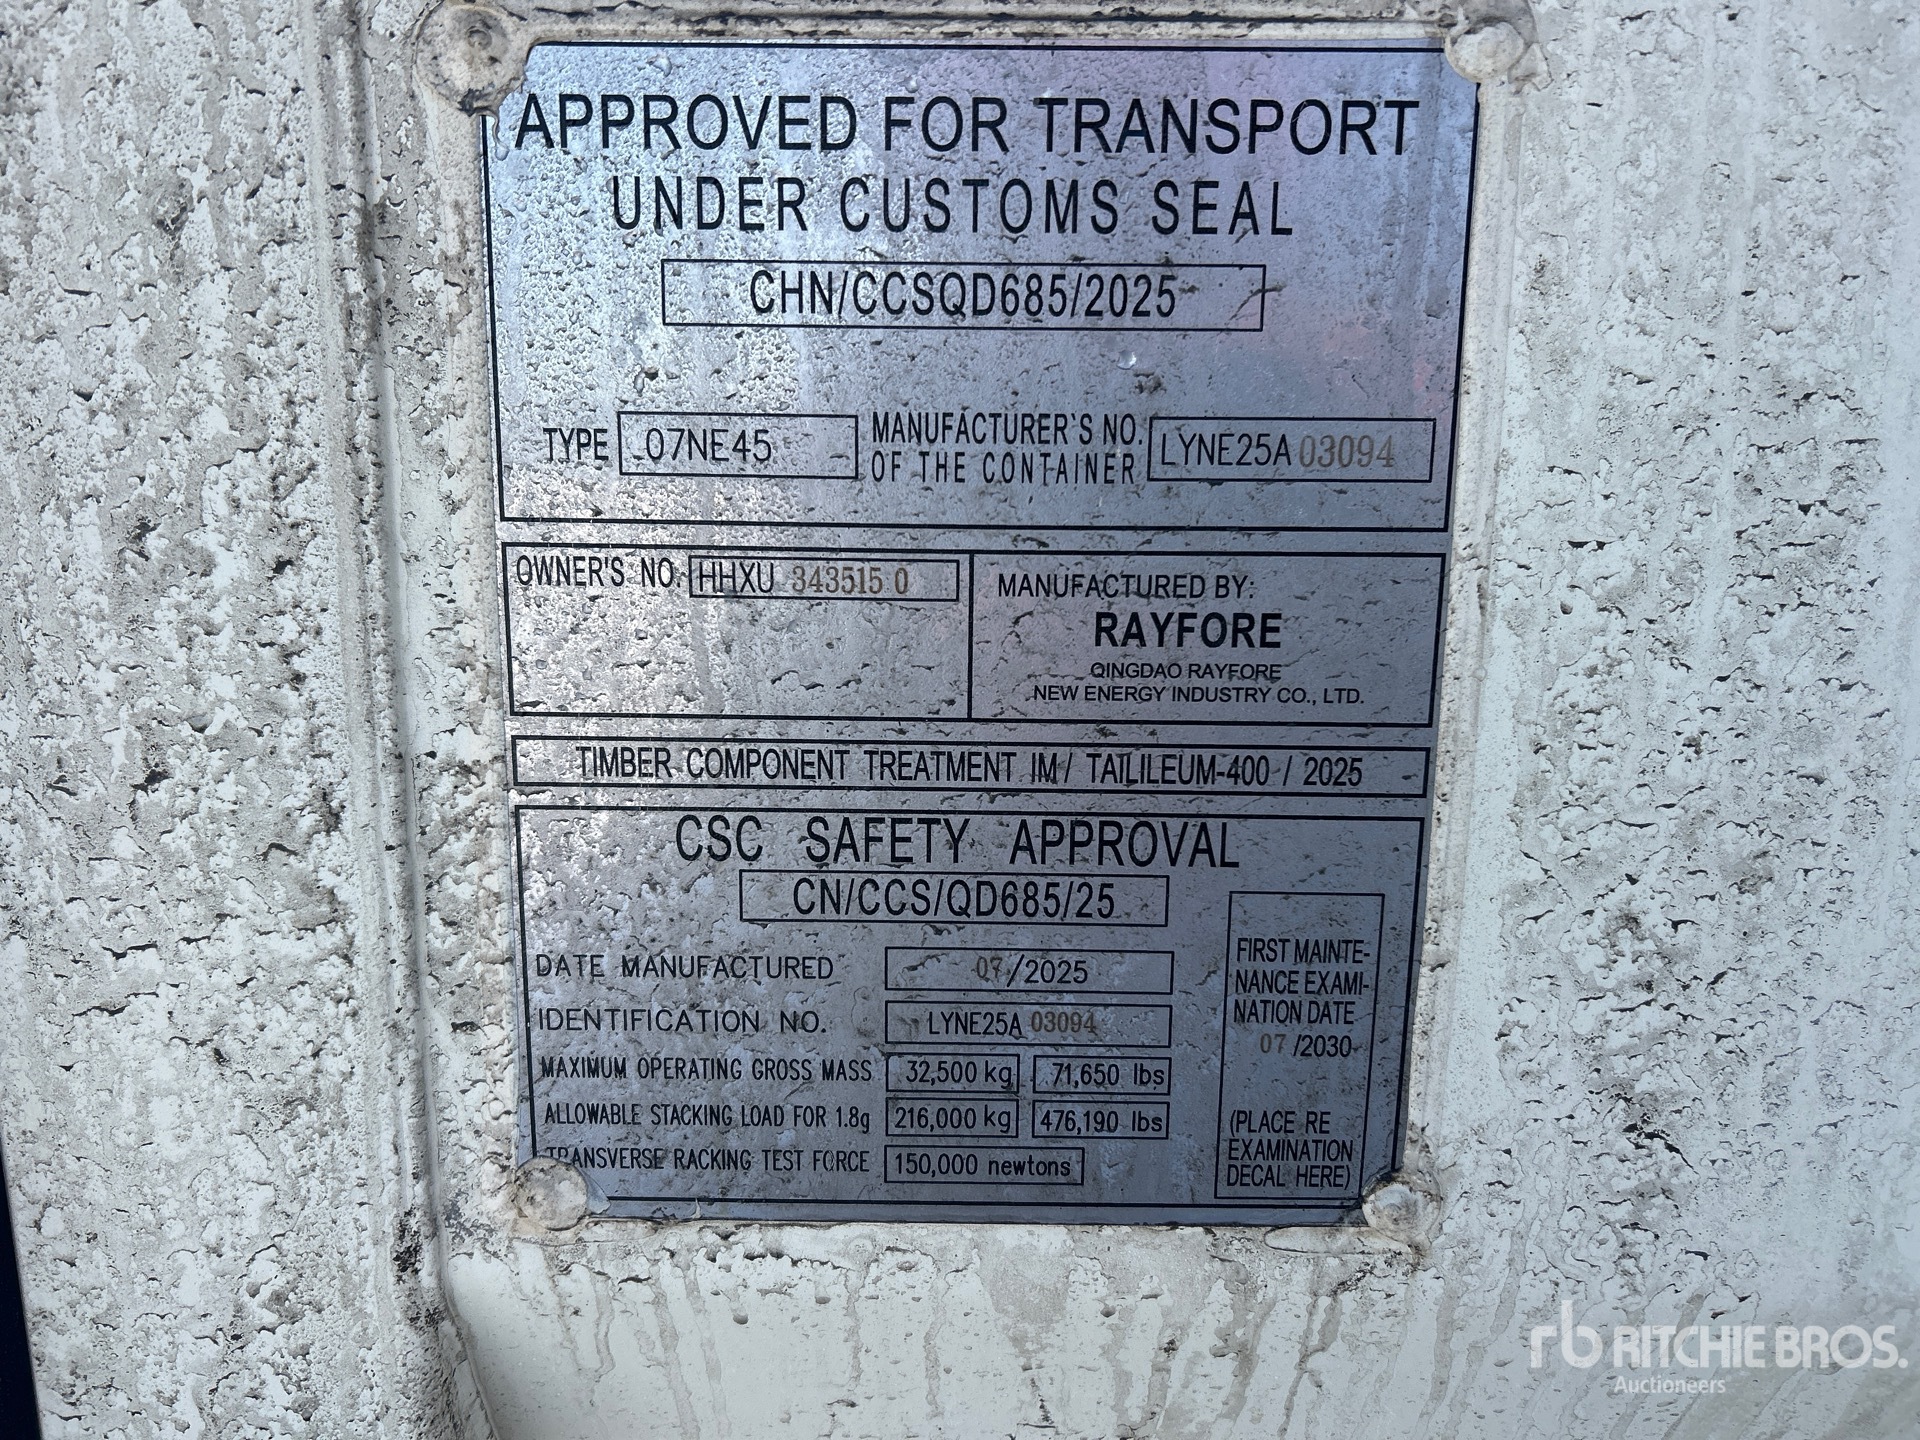 APPROVED FOR TRANSPORT
UNDER CUSTOMS SEAL
CHN/CCSQD685/2025
TYPE 07NE45 MANUFACTURER'S NO. OF THE CONTAINER LYNE25A 03094
OWNER'S NO. HHXU 343515 0
MANUFACTURED BY:
RAYFORE
QINGDAO RAYFORE
NEW ENERGY INDUSTRY CO., LTD.
TIMBER COMPONENT TREATMENT IM / TAILILEUM-400 / 2025
CSC SAFETY APPROVAL
CN/CCS/QD685/25
DATE MANUFACTURED 07/2025
IDENTIFICATION NO. LYNE25A 03094
MAXIMUM OPERATING GROSS MASS 32,500 kg 71,650 lbs
ALLOWABLE STACKING LOAD FOR 1.8g 216,000 kg 476,190 lbs
TRANSVERSE RACKING TEST FORCE 150,000 newtons
FIRST MAINTE-
NANCE EXAMI-
NATION DATE
07 /2030
(PLACE RE
EXAMINATION
DECAL HERE)
rb RITCHIE BROS.
Auctioneers